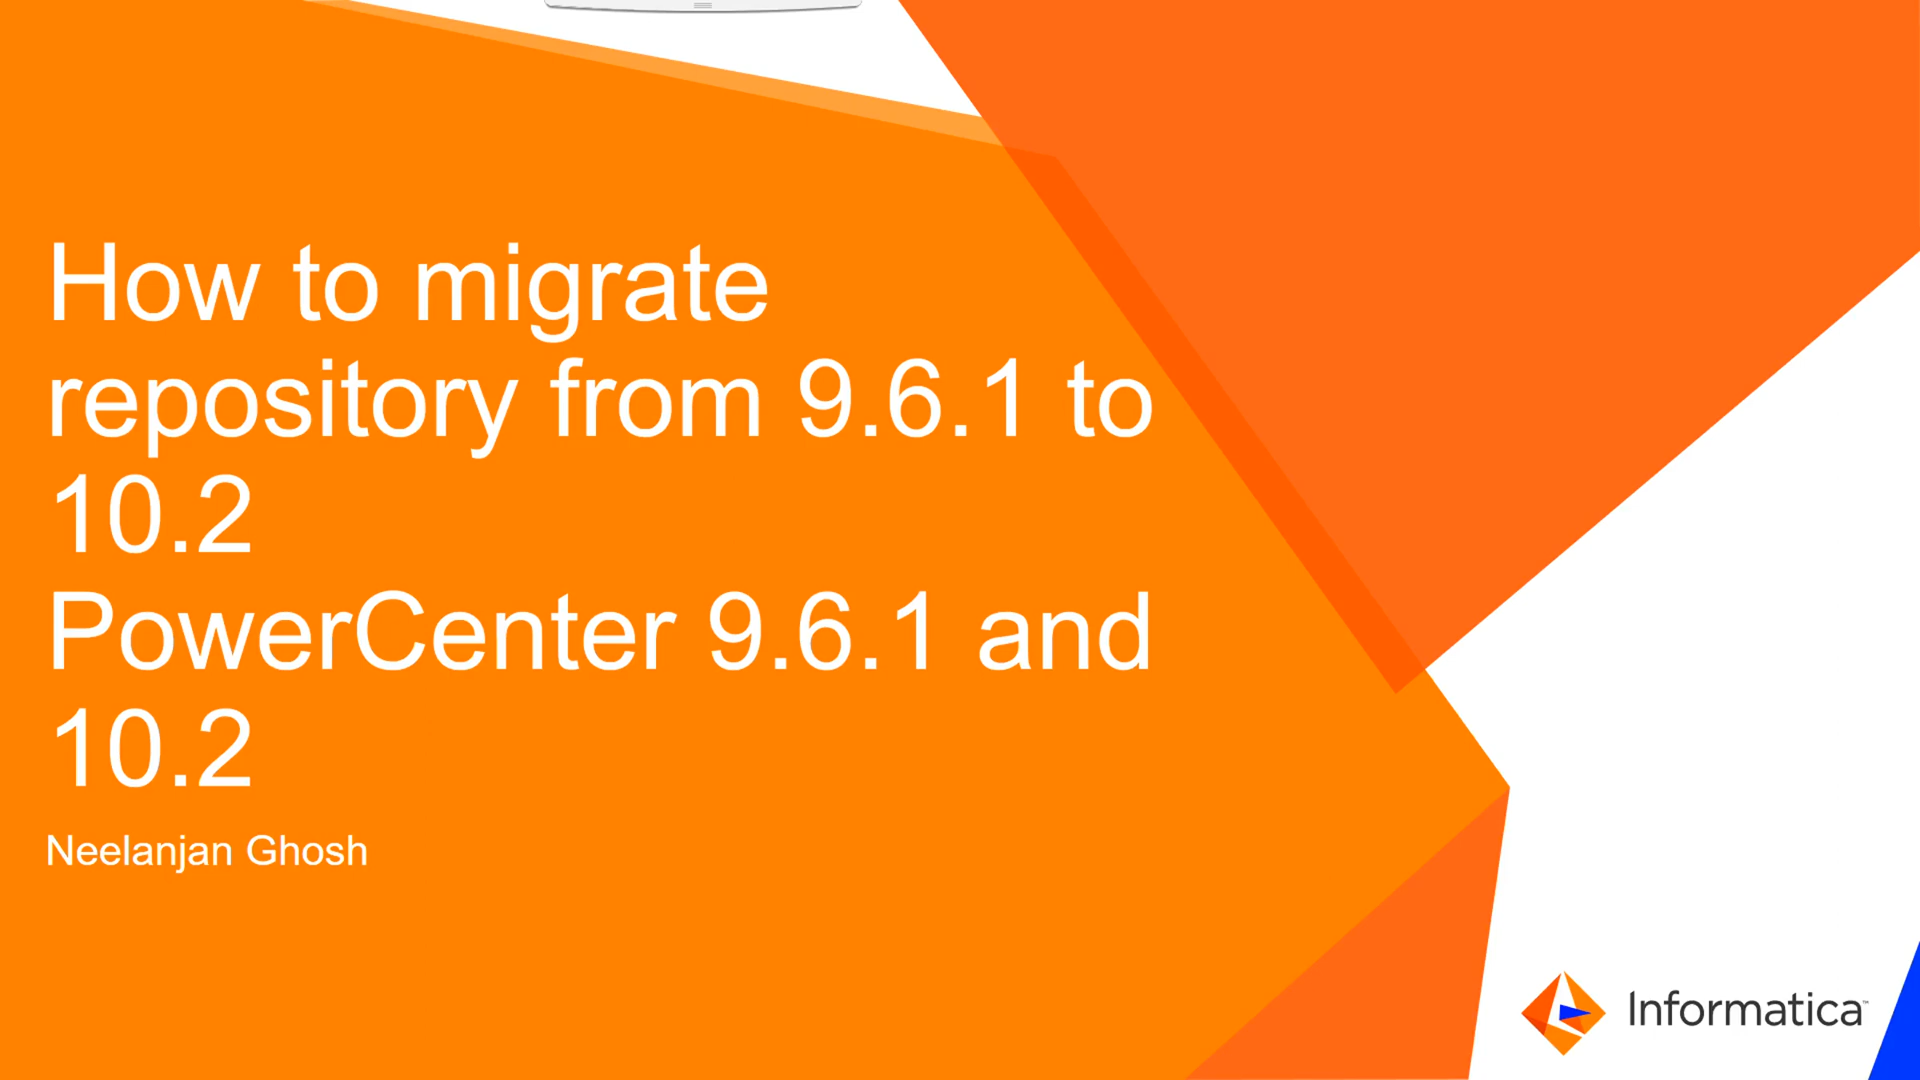 How to migrate
repository from 9.6.1 to
10.2
PowerCenter 9.6.1 and
10.2
Neelanjan Ghosh
Informatica™